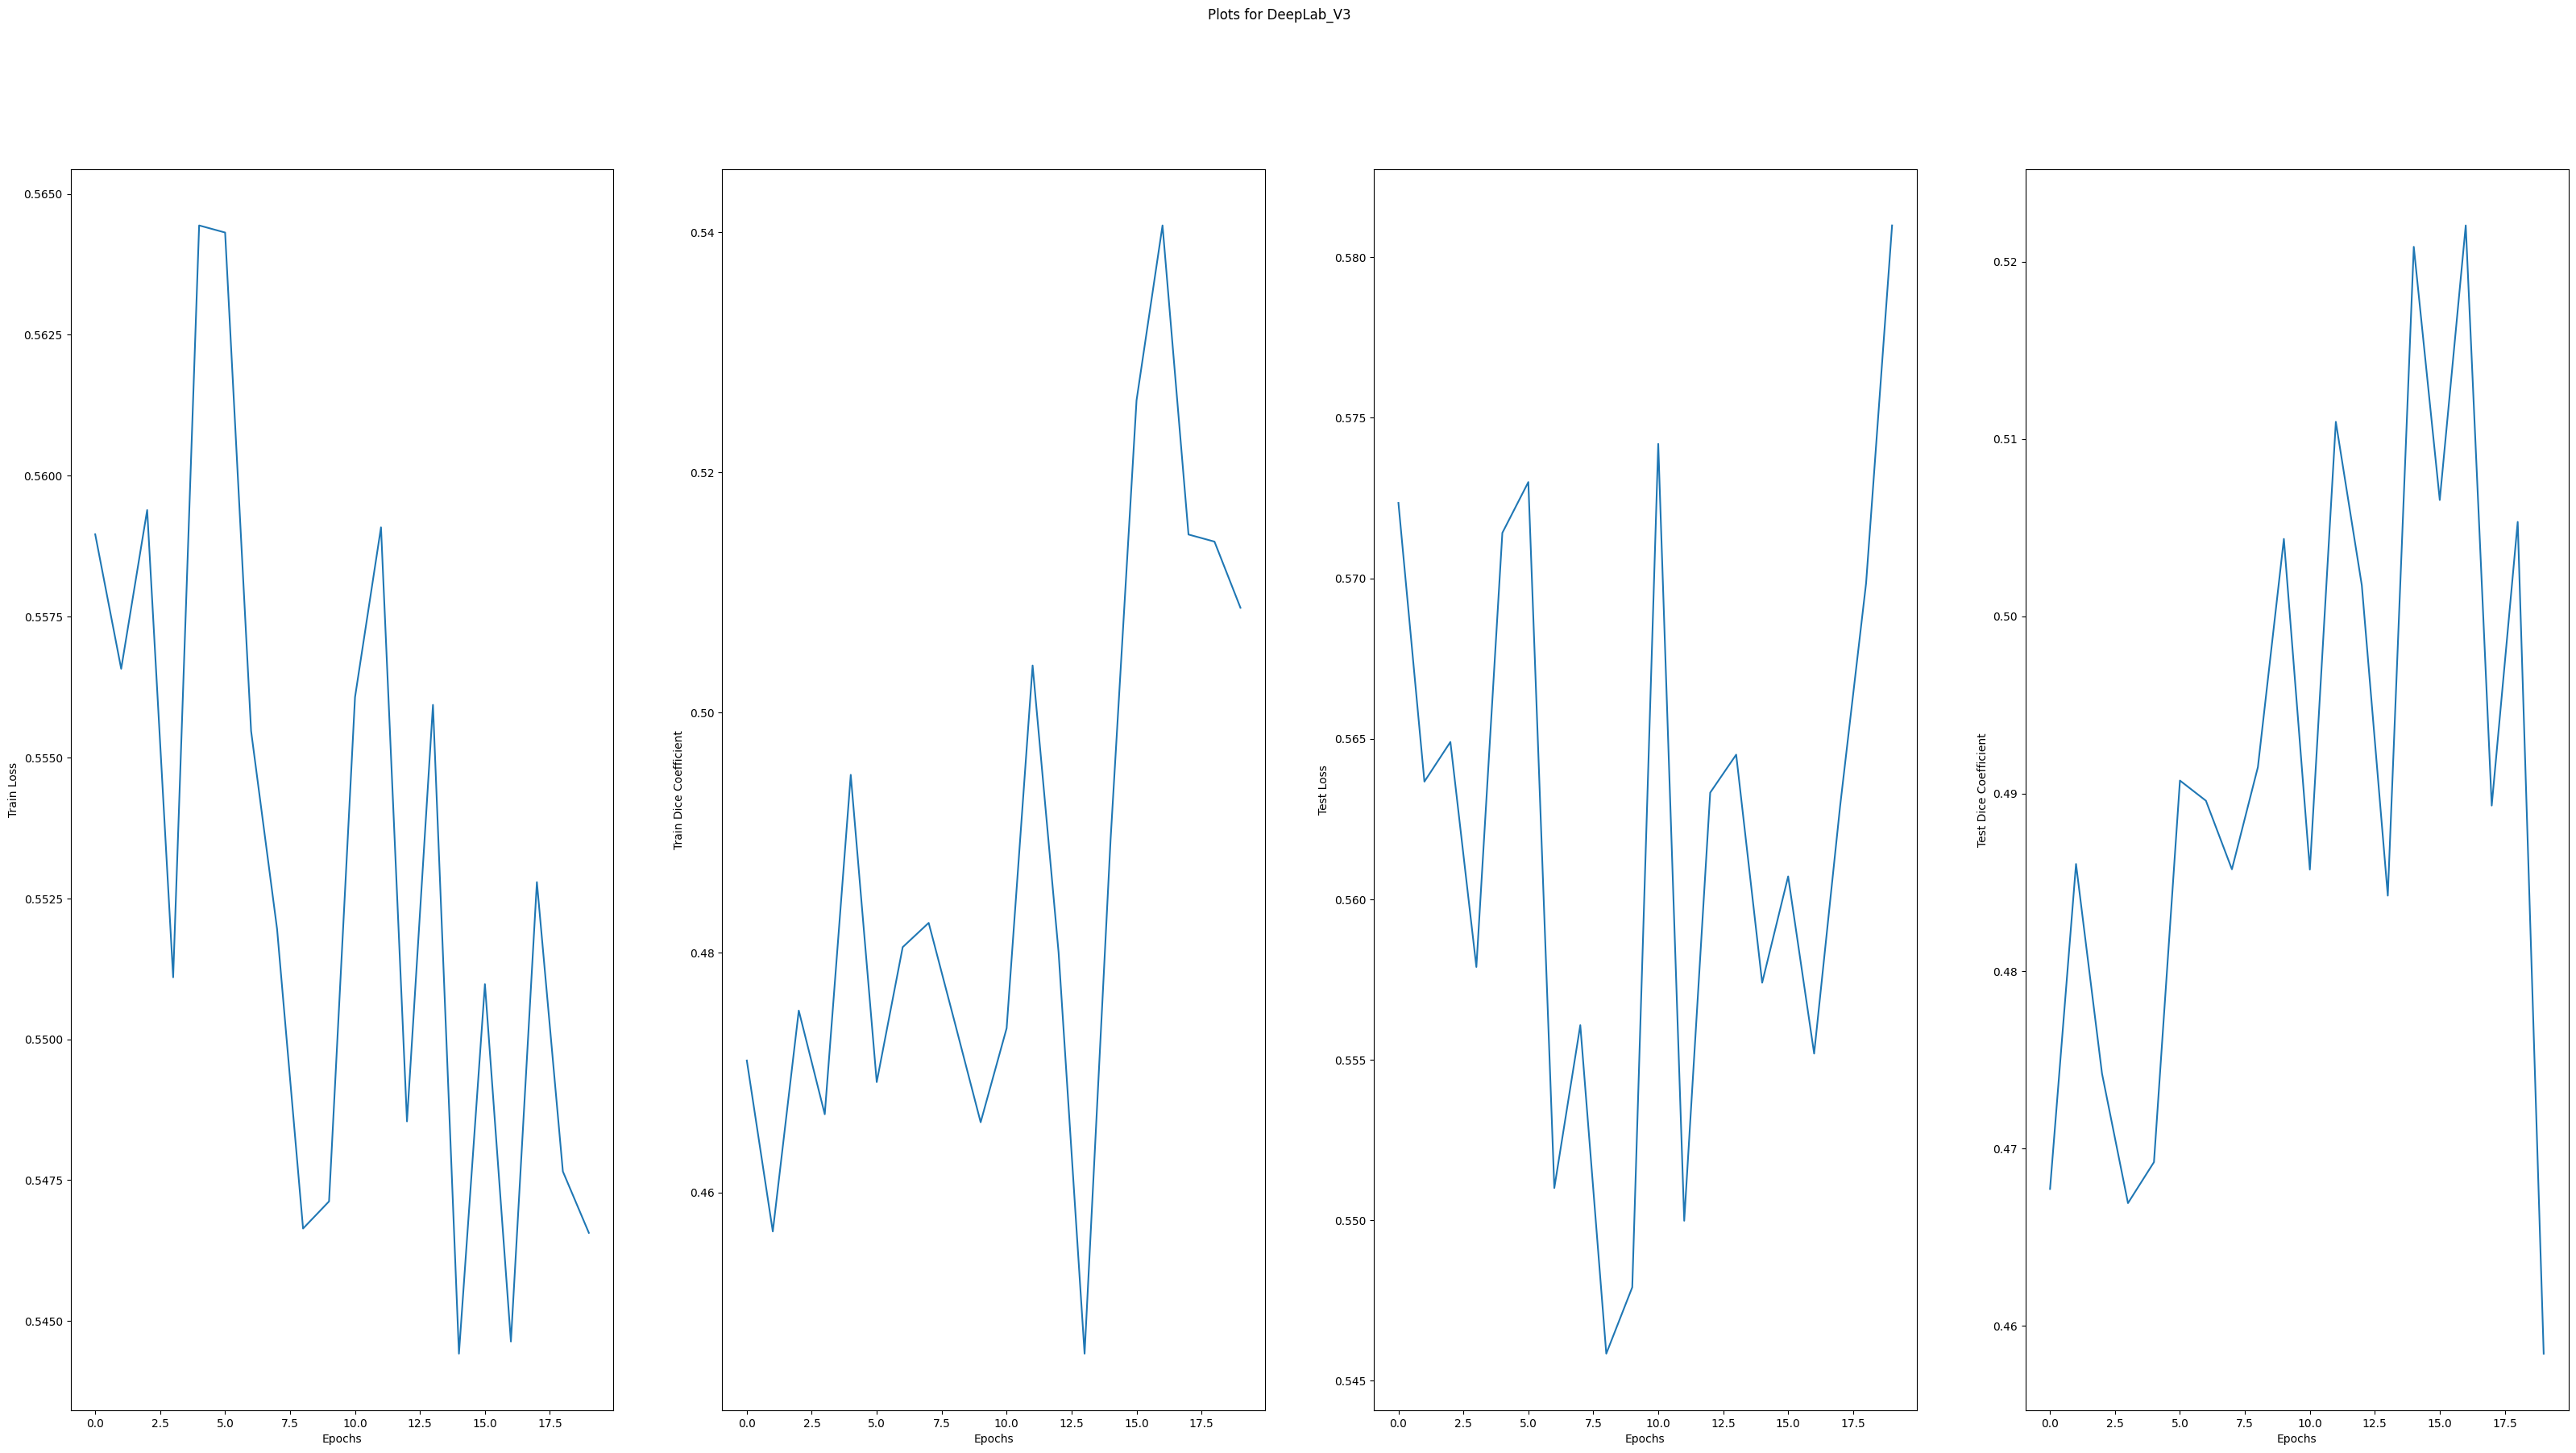 Plots for DeepLab_V3
Train Loss
0.5650
0.5625
0.5600
0.5575
0.5550
0.5525
0.5500
0.5475
0.5450
0.0 2.5 5.0 7.5 10.0 12.5 15.0 17.5
Epochs
Train Dice Coefficient
0.54
0.52
0.50
0.48
0.46
0.0 2.5 5.0 7.5 10.0 12.5 15.0 17.5
Epochs
Test Loss
0.580
0.575
0.570
0.565
0.560
0.555
0.550
0.545
0.0 2.5 5.0 7.5 10.0 12.5 15.0 17.5
Epochs
Test Dice Coefficient
0.52
0.51
0.50
0.49
0.48
0.47
0.46
0.0 2.5 5.0 7.5 10.0 12.5 15.0 17.5
Epochs